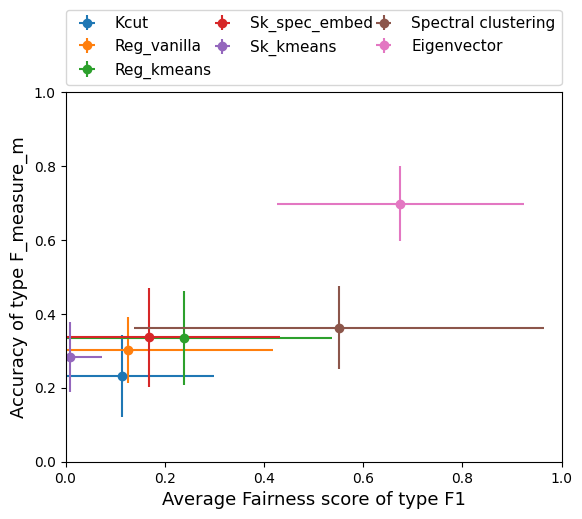 Kcut Sk_spec_embed Spectral clustering
Reg_vanilla Sk_kmeans Eigenvector
Reg_kmeans
1.0
0.8
0.6
0.4
0.2
0.0
Accuracy of type F_measure_m
0.0 0.2 0.4 0.6 0.8 1.0
Average Fairness score of type F1